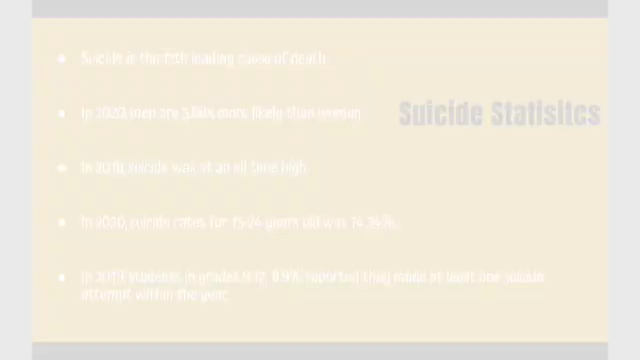 Suicide Statisitcs
Suicide is the 11th leading cause of death
In 2020, men are 3.88x more likely than women
In 2018, suicide was at an all time high
In 2020, suicide rates for 15-24 years old was 14.24%.
In 2019 students in grades 9-12, 8.9% reported they made at least one suicide
attempt within the year